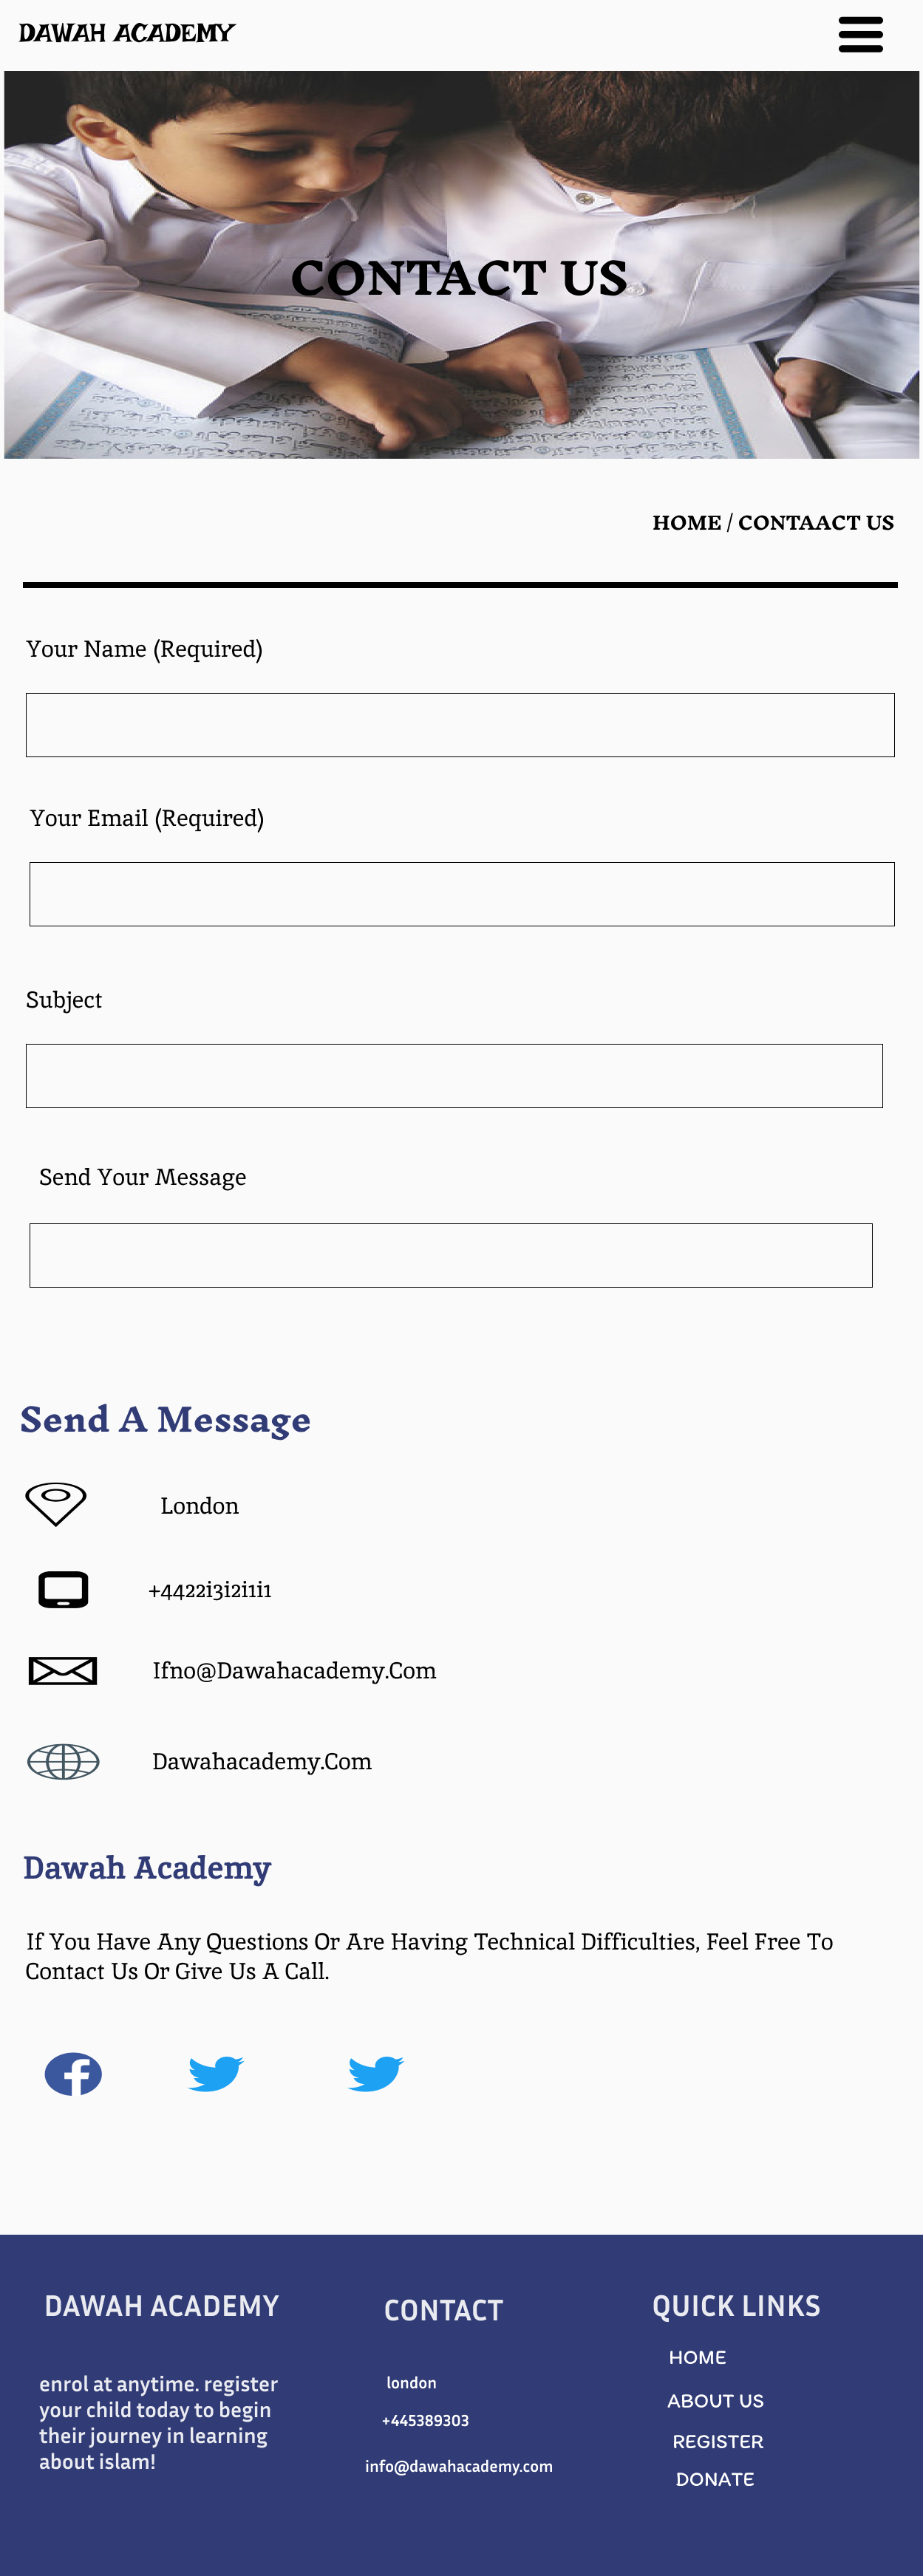 DAWAH ACADEMY
CONTACT US
HOME / CONTAACT US
Your Name (Required)
Your Email (Required)
Subject
Send Your Message
Send A Message
London
+4422i3i2i1i1
Ifno@Dawahacademy.Com
Dawahacademy.Com
Dawah Academy
If You Have Any Questions Or Are Having Technical Difficulties, Feel Free To
Contact Us Or Give Us A Call.
DAWAH ACADEMY
enrol at anytime. register
your child today to begin
their journey in learning
about islam!
CONTACT
london
+445389303
info@dawahacademy.com
QUICK LINKS
HOME
ABOUT US
REGISTER
DONATE